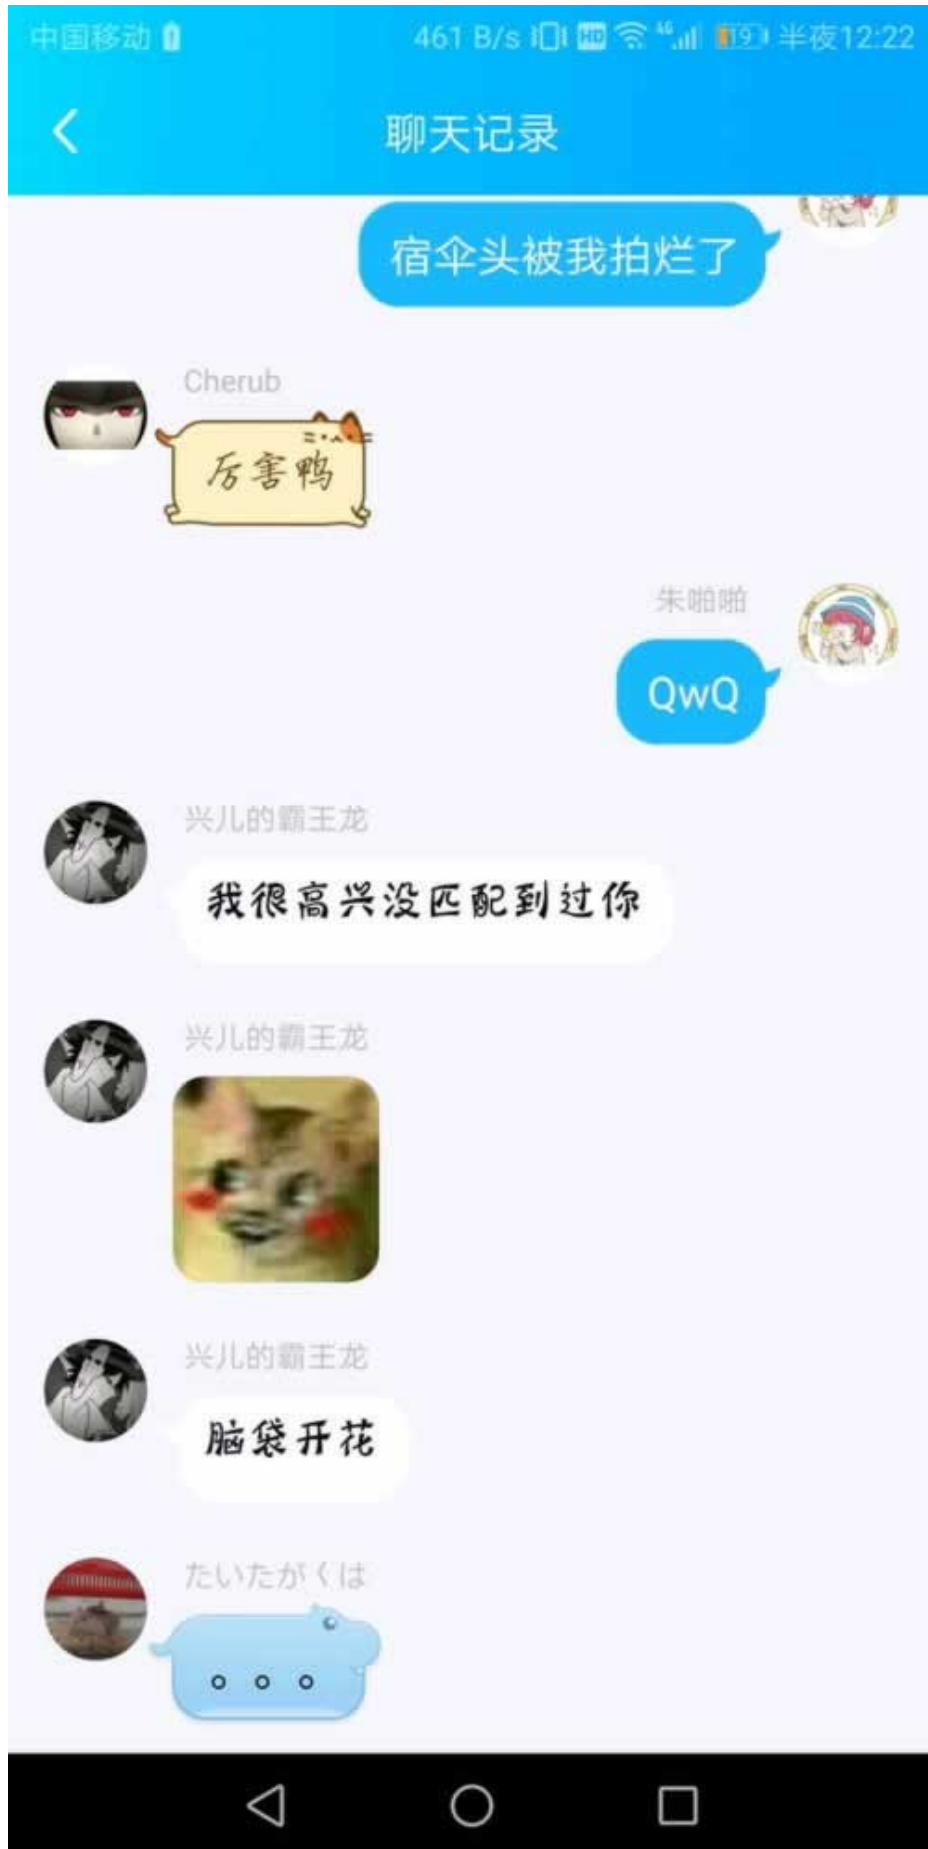 中国移动 461 B/s HD 4G 19 半夜12:22
聊天记录
宿伞头被我拍烂了
Cherub
厉害鸭
朱啪啪
QwQ
兴儿的霸王龙
我很高兴没匹配到过你
兴儿的霸王龙
兴儿的霸王龙
脑袋开花
たいたがくは
。。。